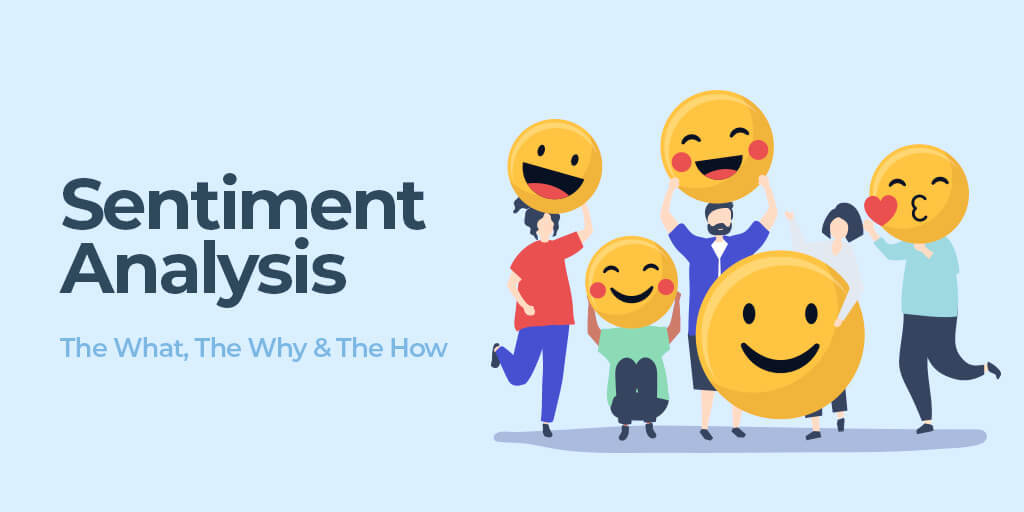 Sentiment
Analysis
The What, The Why & The How